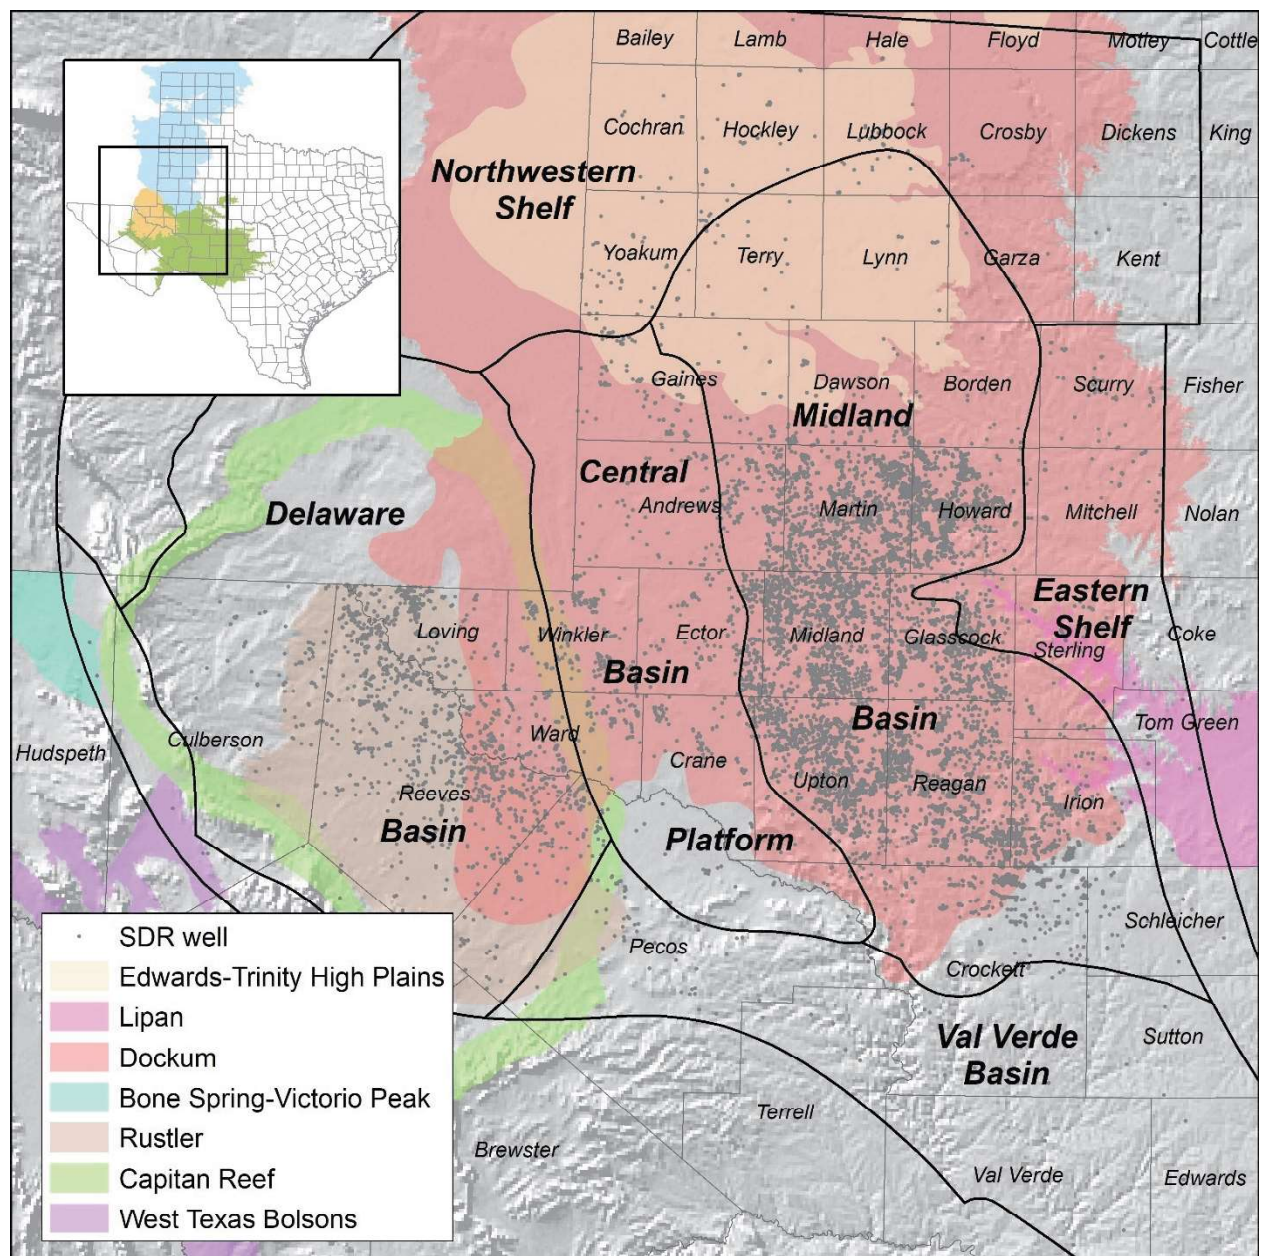 Bailey Lamb Hale Floyd Motley Cottle
Cochran Hockley Lubbock Crosby Dickens King
Northwestern
Shelf
Yoakum Terry Lynn Garza Kent
Gaines Dawson Borden Scurry Fisher
Midland
Central
Delaware Andrews Martin Howard Mitchell Nolan
Eastern
Shelf
Loving Winkler Ector Midland Glasscock Sterling Coke
Basin
Basin
Hudspeth Culberson Ward Crane Tom Green
Reeves Upton Reagan Irion
Basin
Platform
Pecos Crockett Schleicher
Val Verde
Basin
Sutton
Terrell
Brewster Val Verde Edwards
SDR well
Edwards-Trinity High Plains
Lipan
Dockum
Bone Spring-Victorio Peak
Rustler
Capitan Reef
West Texas Bolsons